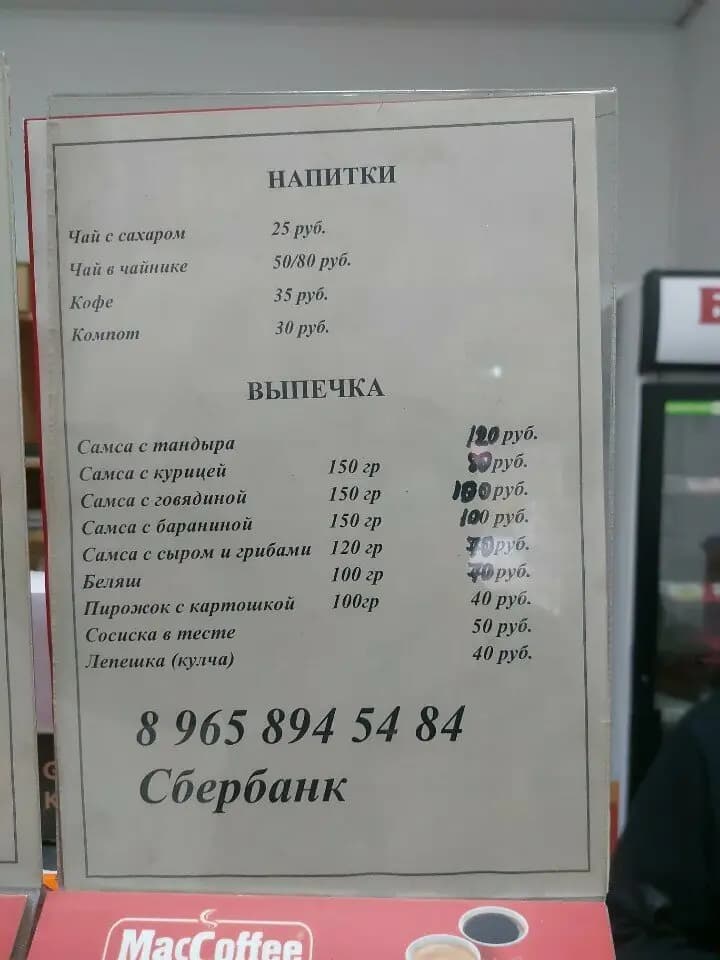 НАПИТКИ
Чай с сахаром 25 руб.
Чай в чайнике 50/80 руб.
Кофе 35 руб.
Компот 30 руб.
ВЫПЕЧКА
Самса с тандыра 120 руб.
Самса с курицей 150 гр 80 руб.
Самса с говядиной 150 гр 100 руб.
Самса с бараниной 150 гр 100 руб.
Самса с сыром и грибами 120 гр 70 руб.
Беляш 100 гр 70 руб.
Пирожок с картошкой 100гр 40 руб.
Сосиска в тесте 50 руб.
Лепешка (кулча) 40 руб.
8 965 894 54 84
Сбербанк
MacCoffee